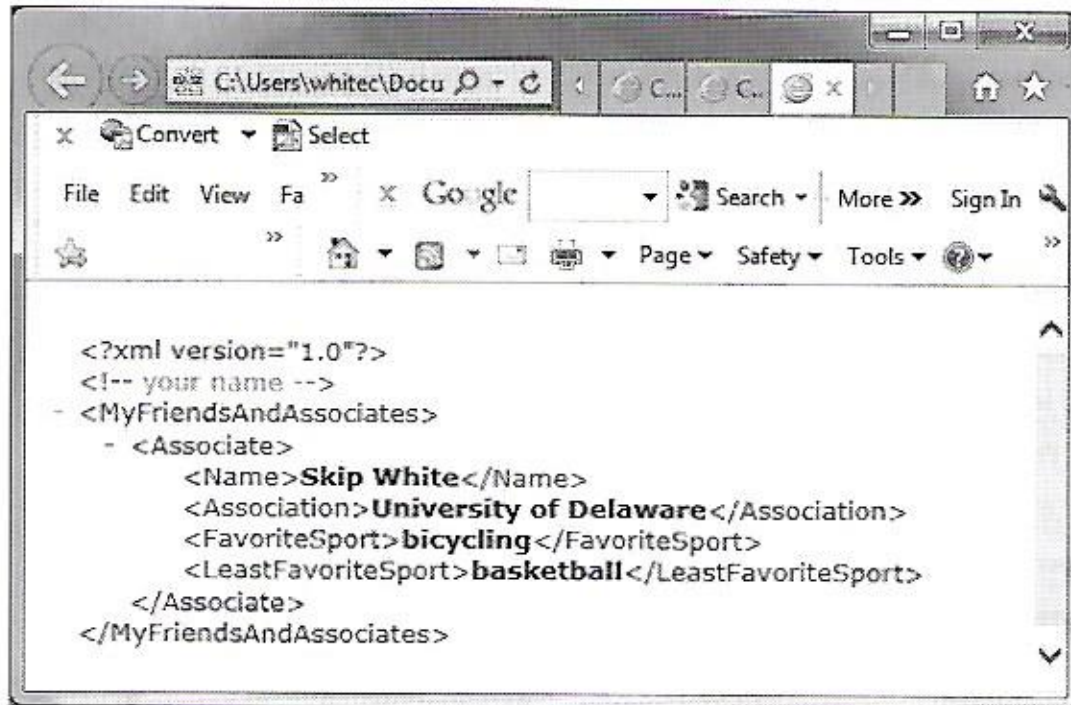 C:\Users\whitec\Docu
C...
C..
x Convert Select
File Edit View Fa » x Google Search More » Sign In
» Page Safety Tools »
<?xml version="1.0"?>
<!-- your name -->
- <MyFriendsAndAssociates>
- <Associate>
<Name>Skip White</Name>
<Association>University of Delaware</Association>
<FavoriteSport>bicycling</FavoriteSport>
<LeastFavoriteSport>basketball</LeastFavoriteSport>
</Associate>
</MyFriendsAndAssociates>